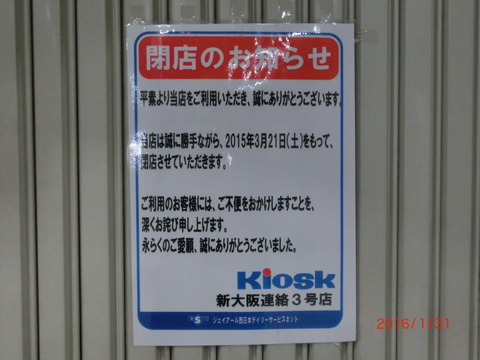 閉店のお知らせ
平素より当店をご利用いただき、誠にありがとうございます。
当店は誠に勝手ながら、2015年3月21日(土)をもって、
閉店させていただきます。
ご利用のお客様には、ご不便をおかけしますことを、
深くお詫び申し上げます。
永らくのご愛顧、誠にありがとうございました。
Kiosk
新大阪連絡3号店
ジェイアール西日本デイリーサービスネット
2016/1/31